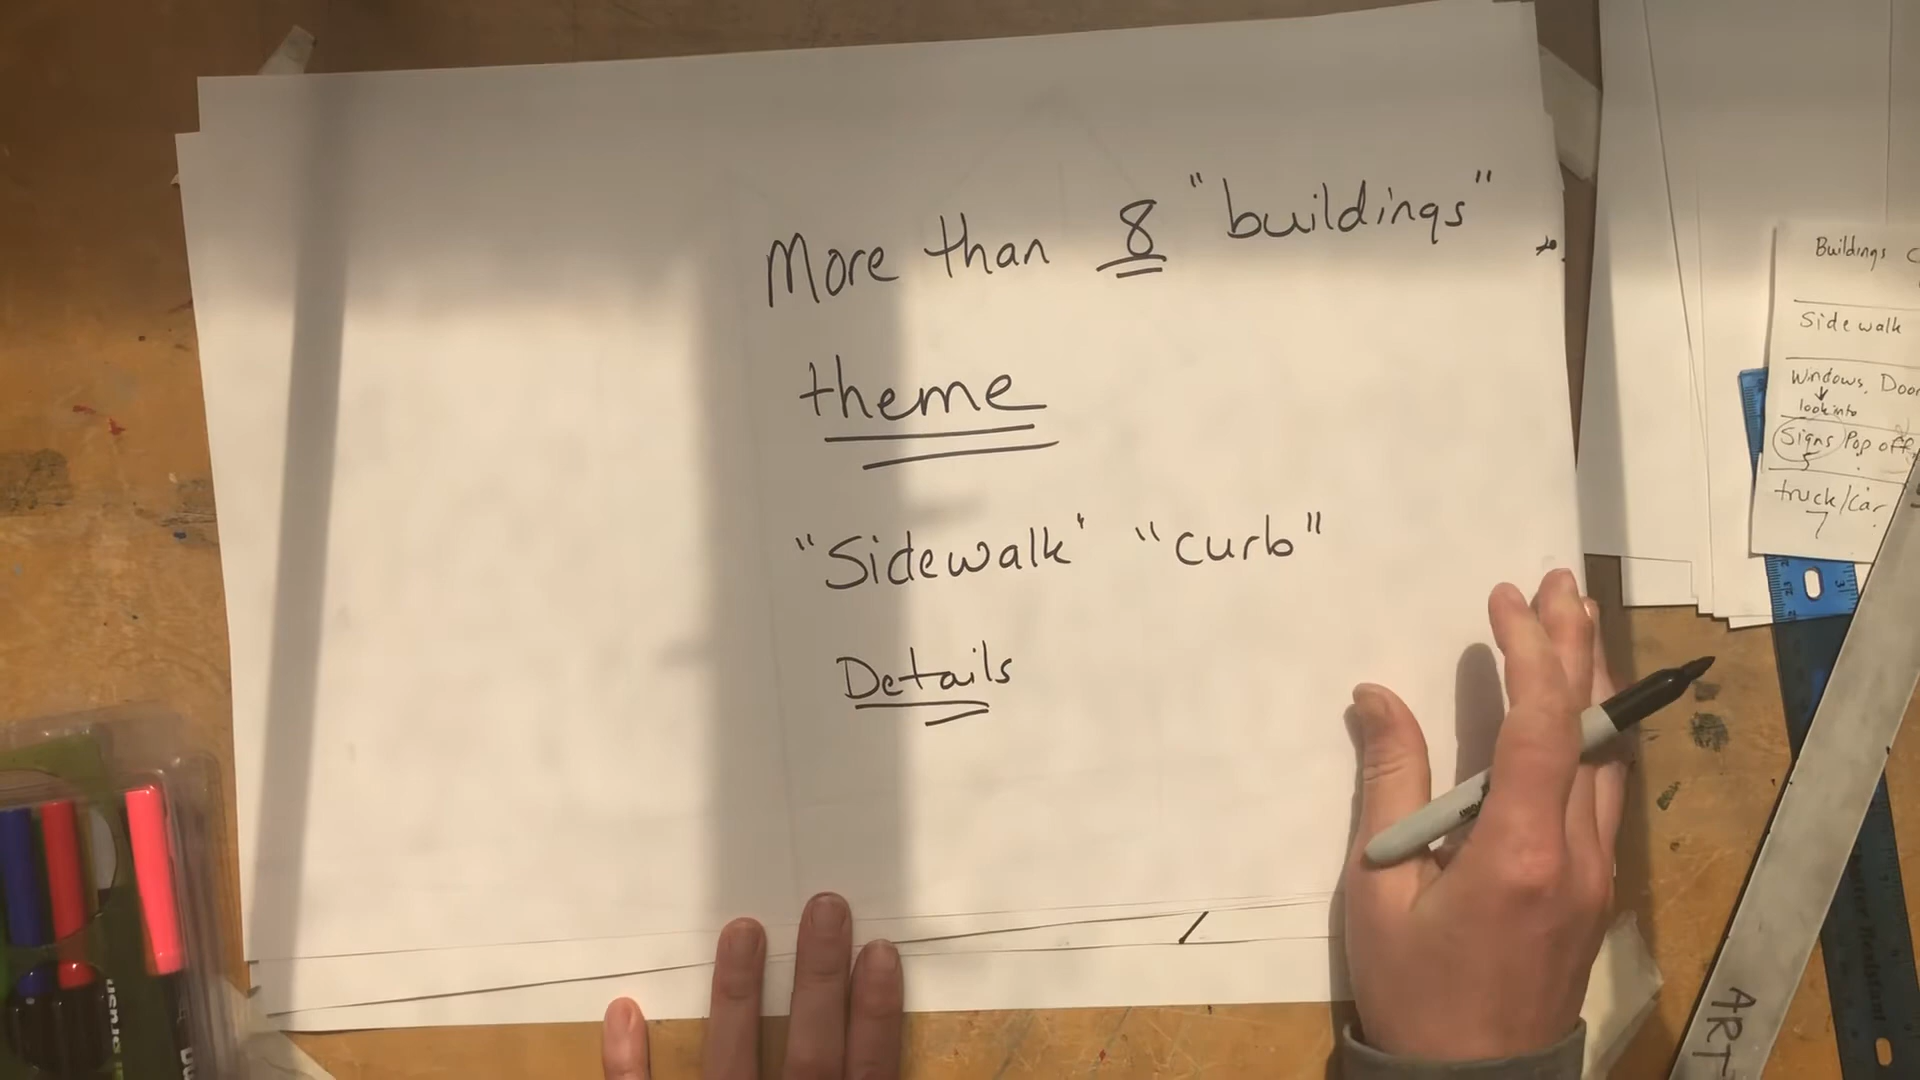 More than 8 "buildings"
theme
"Sidewalk" "curb"
Details
Buildings
Sidewalk
Windows, Door
look into
Signs Pop off
truck/car
7
ART